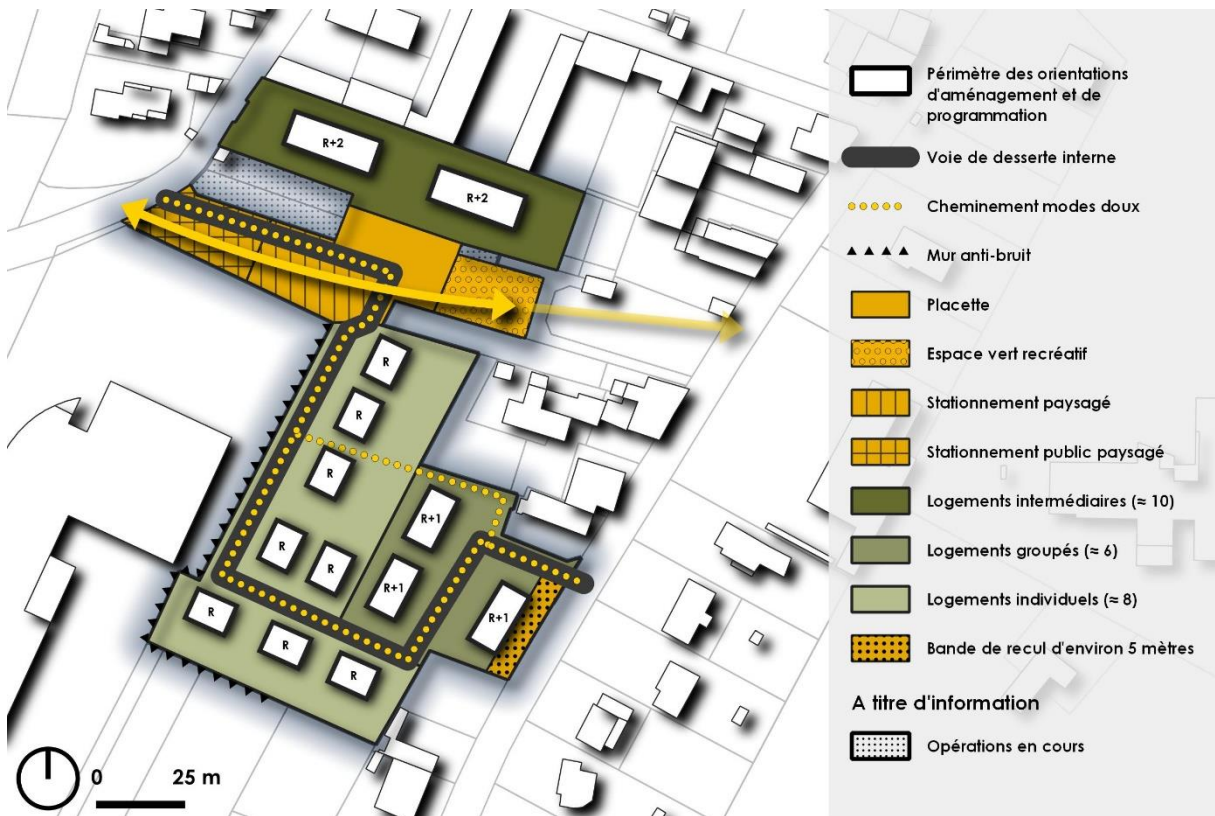 R+2
R+2
R
R
R
R+1
R
R
R+1
R+1
R
R
R
0 25 m
Périmètre des orientations
d'aménagement et de
programmation
Voie de desserte interne
Cheminement modes doux
Mur anti-bruit
Placette
Espace vert recréatif
Stationnement paysagé
Stationnement public paysagé
Logements intermédiaires (≈ 10)
Logements groupés (≈ 6)
Logements individuels (≈ 8)
Bande de recul d'environ 5 mètres
A titre d'information
Opérations en cours